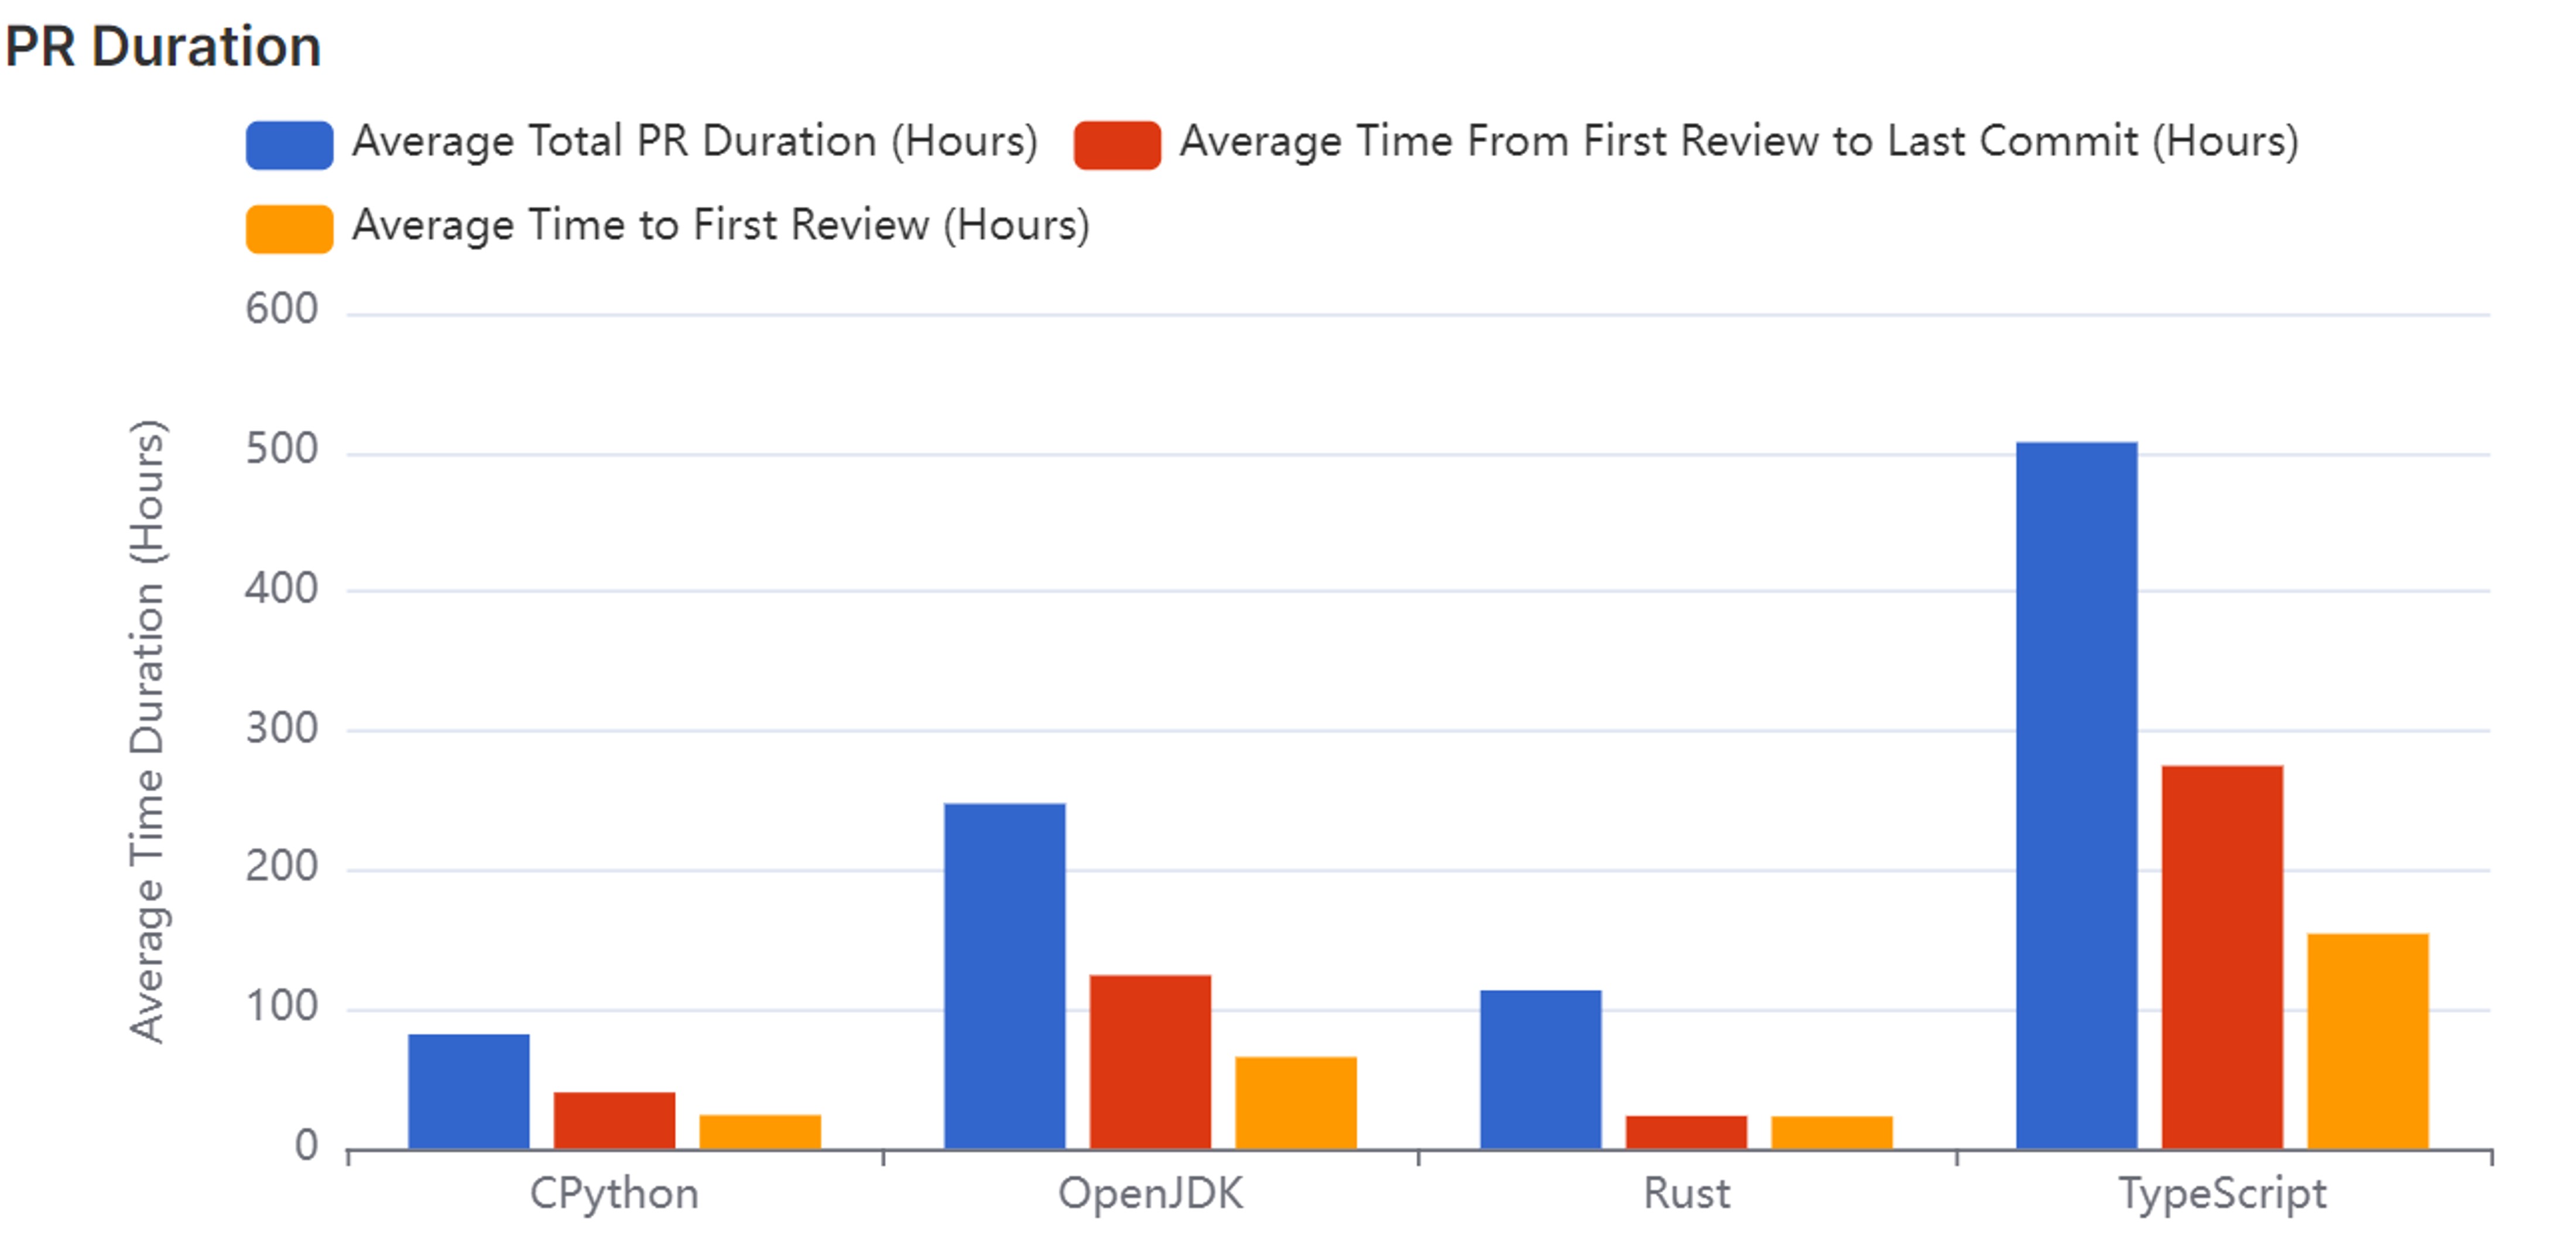 PR Duration
Average Total PR Duration (Hours) Average Time From First Review to Last Commit (Hours)
Average Time to First Review (Hours)
Average Time Duration (Hours)
600
500
400
300
200
100
0
CPython OpenJDK Rust TypeScript